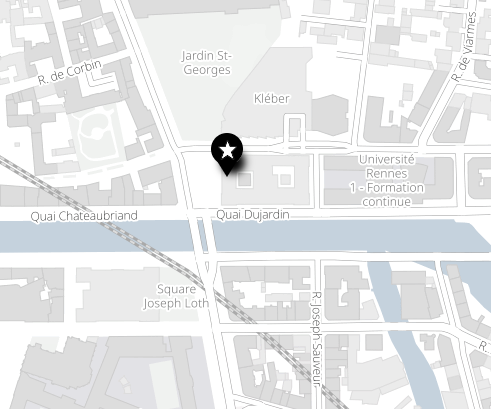 Jardin St-
Georges
R. de Corbin
R. de Viarmes
Kléber
Université
Rennes
1 - Formation
continue
Quai Chateaubriand
Quai Dujardin
Square
Joseph Loth
R. Joseph Sauveur
R.